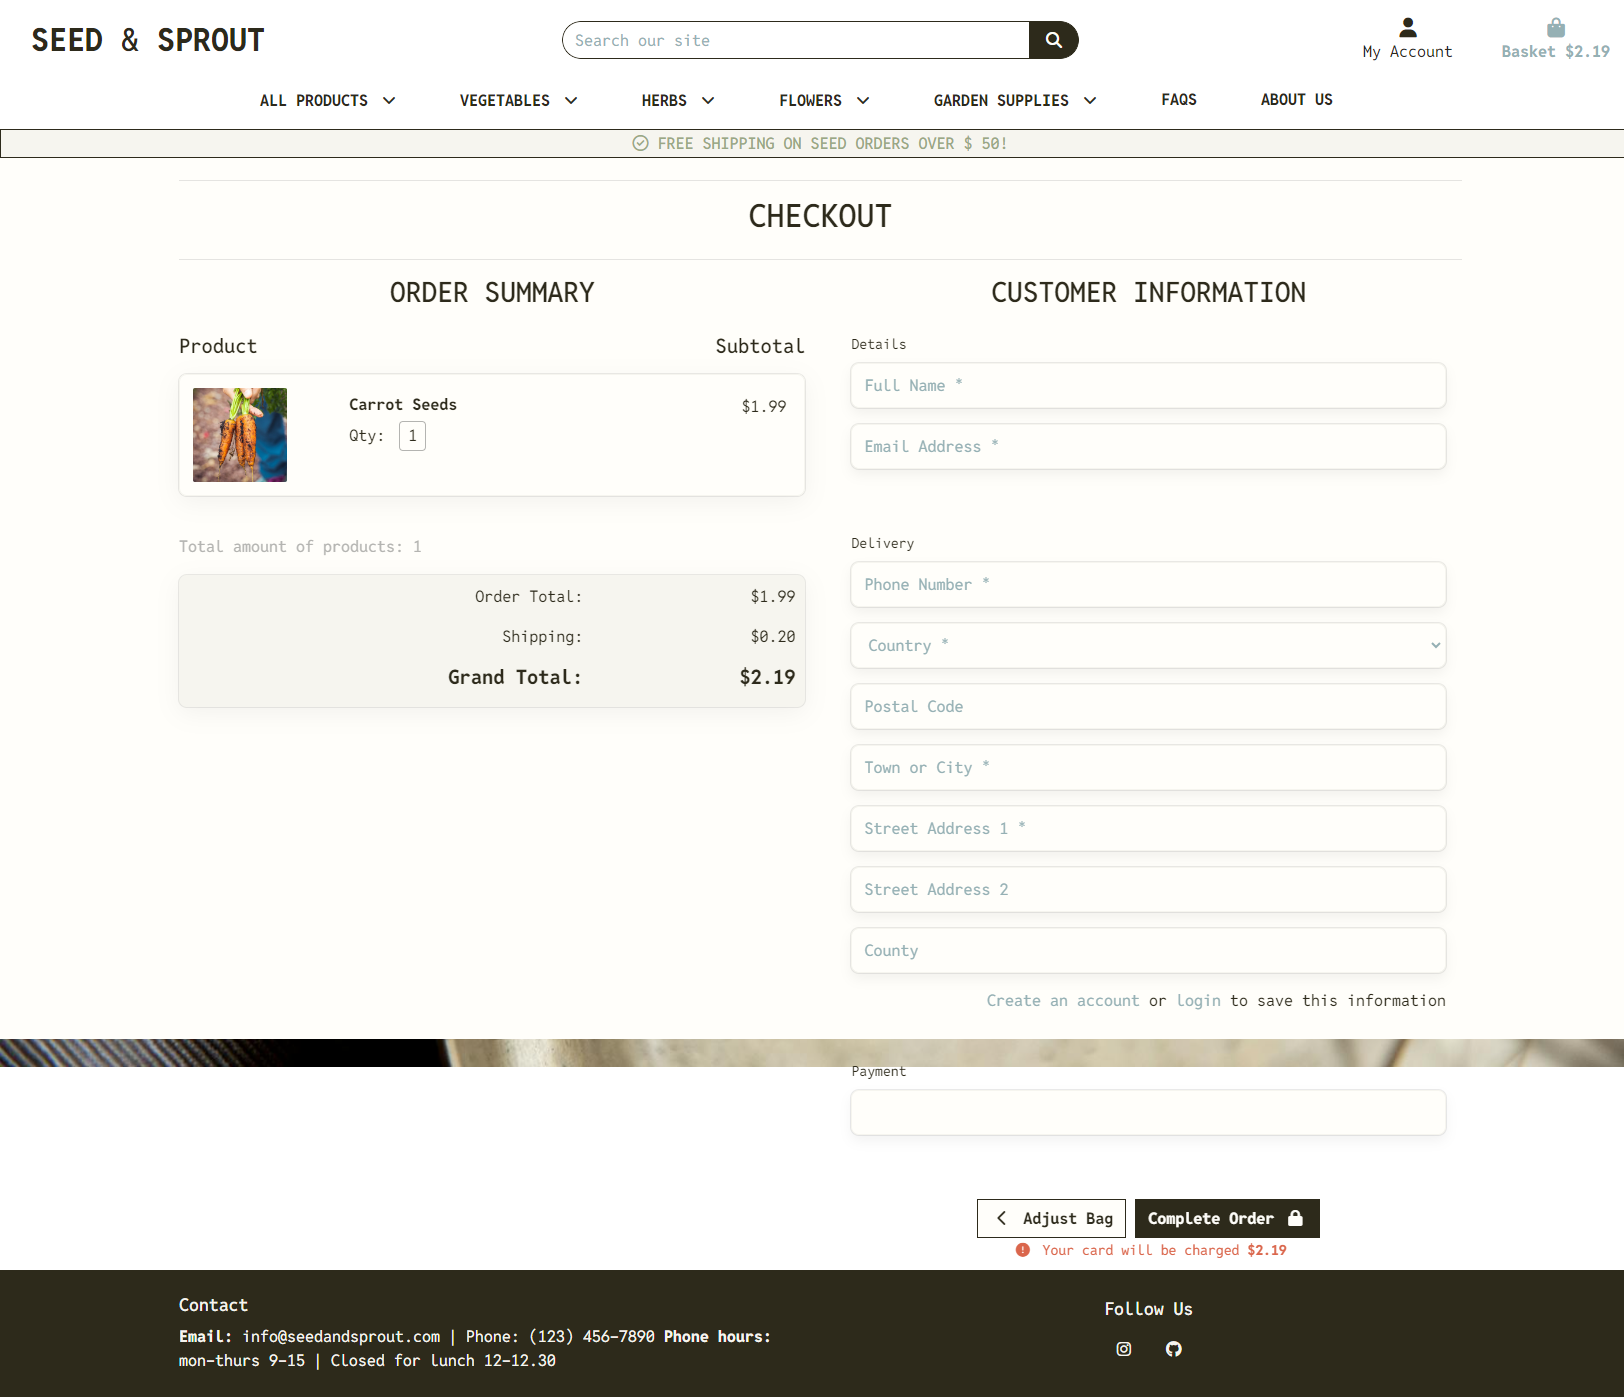 SEED & SPROUT
Search our site
My Account
Basket $2.19
ALL PRODUCTS
VEGETABLES
HERBS
FLOWERS
GARDEN SUPPLIES
FAQS
ABOUT US
FREE SHIPPING ON SEED ORDERS OVER $ 50!
CHECKOUT
ORDER SUMMARY
Product Subtotal
Carrot Seeds $1.99
Qty: 1
Total amount of products: 1
Order Total: $1.99
Shipping: $0.20
Grand Total: $2.19
CUSTOMER INFORMATION
Details
Full Name *
Email Address *
Delivery
Phone Number *
Country *
Postal Code
Town or City *
Street Address 1 *
Street Address 2
County
Create an account or login to save this information
Payment
Adjust Bag
Complete Order
Your card will be charged $2.19
Contact
Email: info@seedandsprout.com | Phone: (123) 456-7890 Phone hours:
mon-thurs 9-15 | Closed for lunch 12-12.30
Follow Us